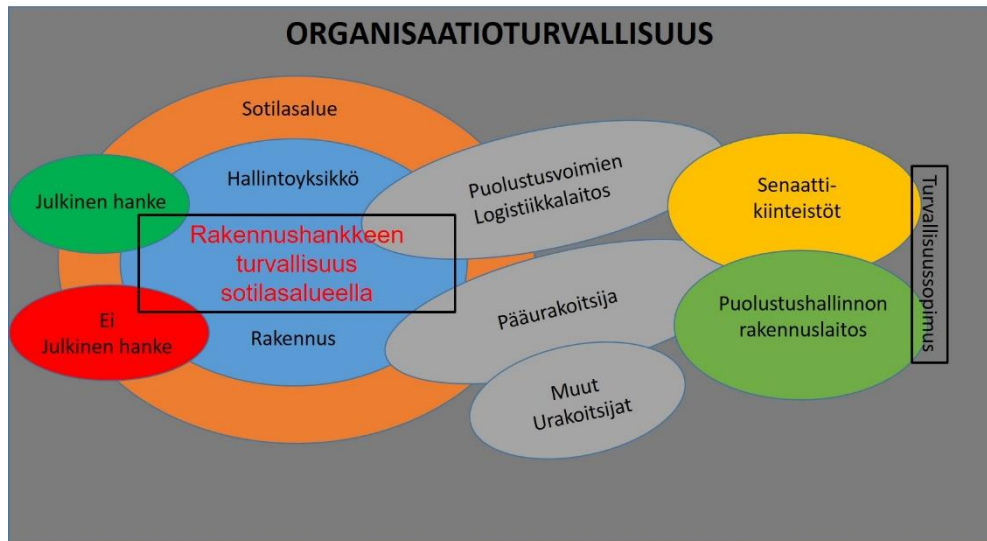 ORGANISAATIOTURVALLISUUS
Sotilasalue
Hallintoyksikkö
Julkinen hanke
Rakennushankkeen
turvallisuus
sotilasalueella
Ei
Julkinen hanke
Rakennus
Puolustusvoimien
Logistiikkalaitos
Pääurakoitsija
Muut
Urakoitsijat
Senaatti-
kiinteistöt
Puolustushallinnon
rakennuslaitos
Turvallisuussopimus